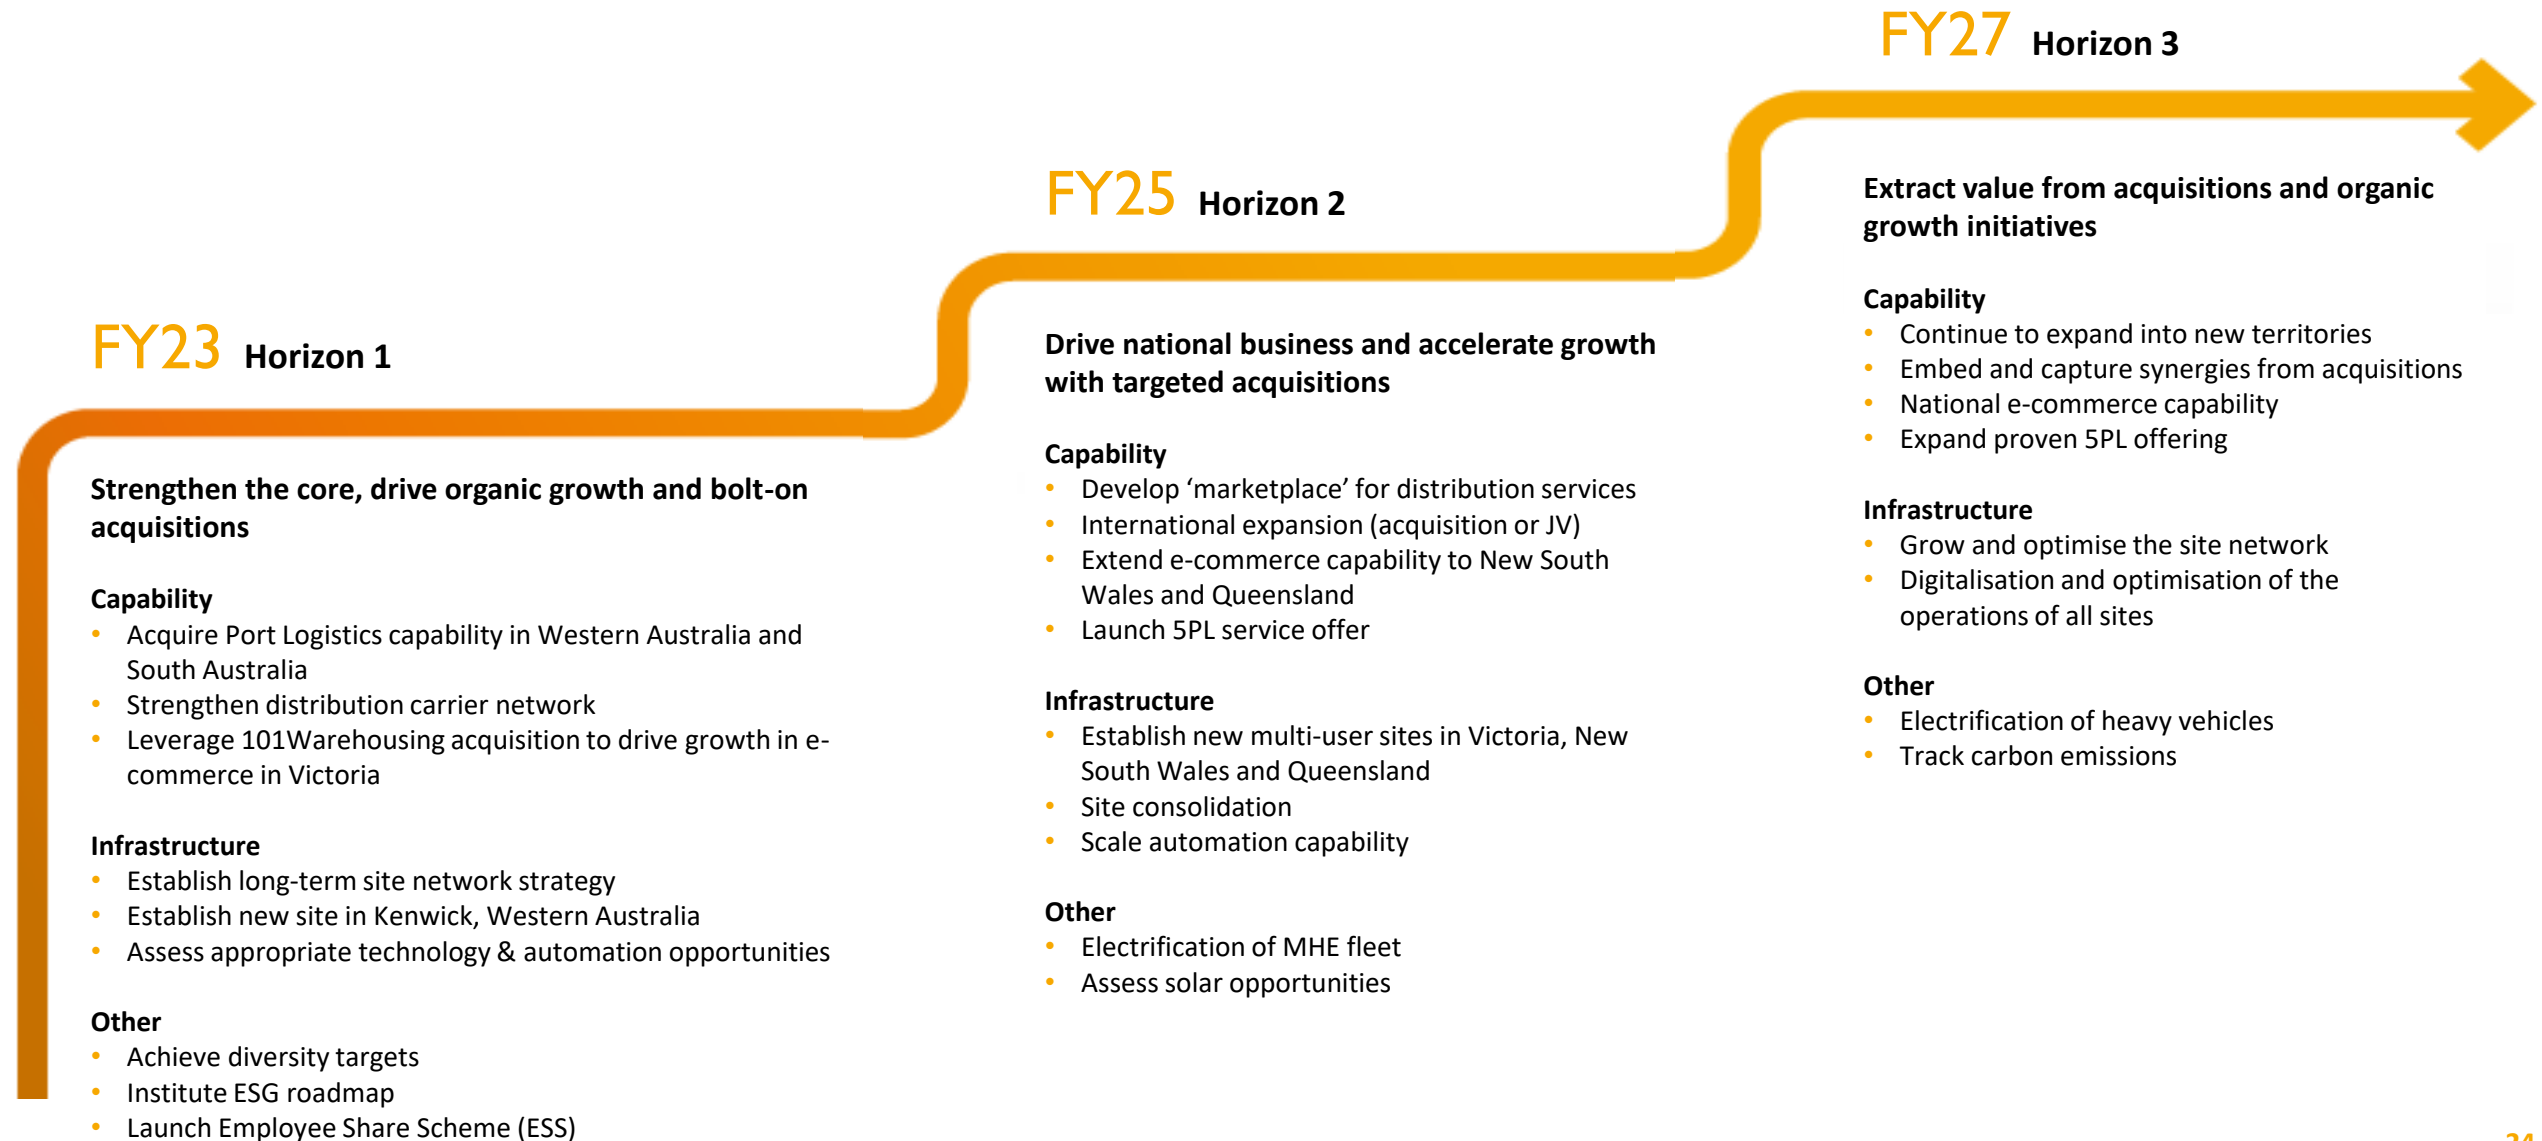 FY23 Horizon 1
Strengthen the core, drive organic growth and bolt-on
acquisitions
Capability
• Acquire Port Logistics capability in Western Australia and
South Australia
• Strengthen distribution carrier network
• Leverage 101Warehousing acquisition to drive growth in e-
commerce in Victoria
Infrastructure
• Establish long-term site network strategy
• Establish new site in Kenwick, Western Australia
• Assess appropriate technology & automation opportunities
Other
• Achieve diversity targets
• Institute ESG roadmap
• Launch Employee Share Scheme (ESS)
FY25 Horizon 2
Drive national business and accelerate growth
with targeted acquisitions
Capability
• Develop ‘marketplace’ for distribution services
• International expansion (acquisition or JV)
• Extend e-commerce capability to New South
Wales and Queensland
• Launch 5PL service offer
Infrastructure
• Establish new multi-user sites in Victoria, New
South Wales and Queensland
• Site consolidation
• Scale automation capability
Other
• Electrification of MHE fleet
• Assess solar opportunities
FY27 Horizon 3
Extract value from acquisitions and organic
growth initiatives
Capability
• Continue to expand into new territories
• Embed and capture synergies from acquisitions
• National e-commerce capability
• Expand proven 5PL offering
Infrastructure
• Grow and optimise the site network
• Digitalisation and optimisation of the
operations of all sites
Other
• Electrification of heavy vehicles
• Track carbon emissions